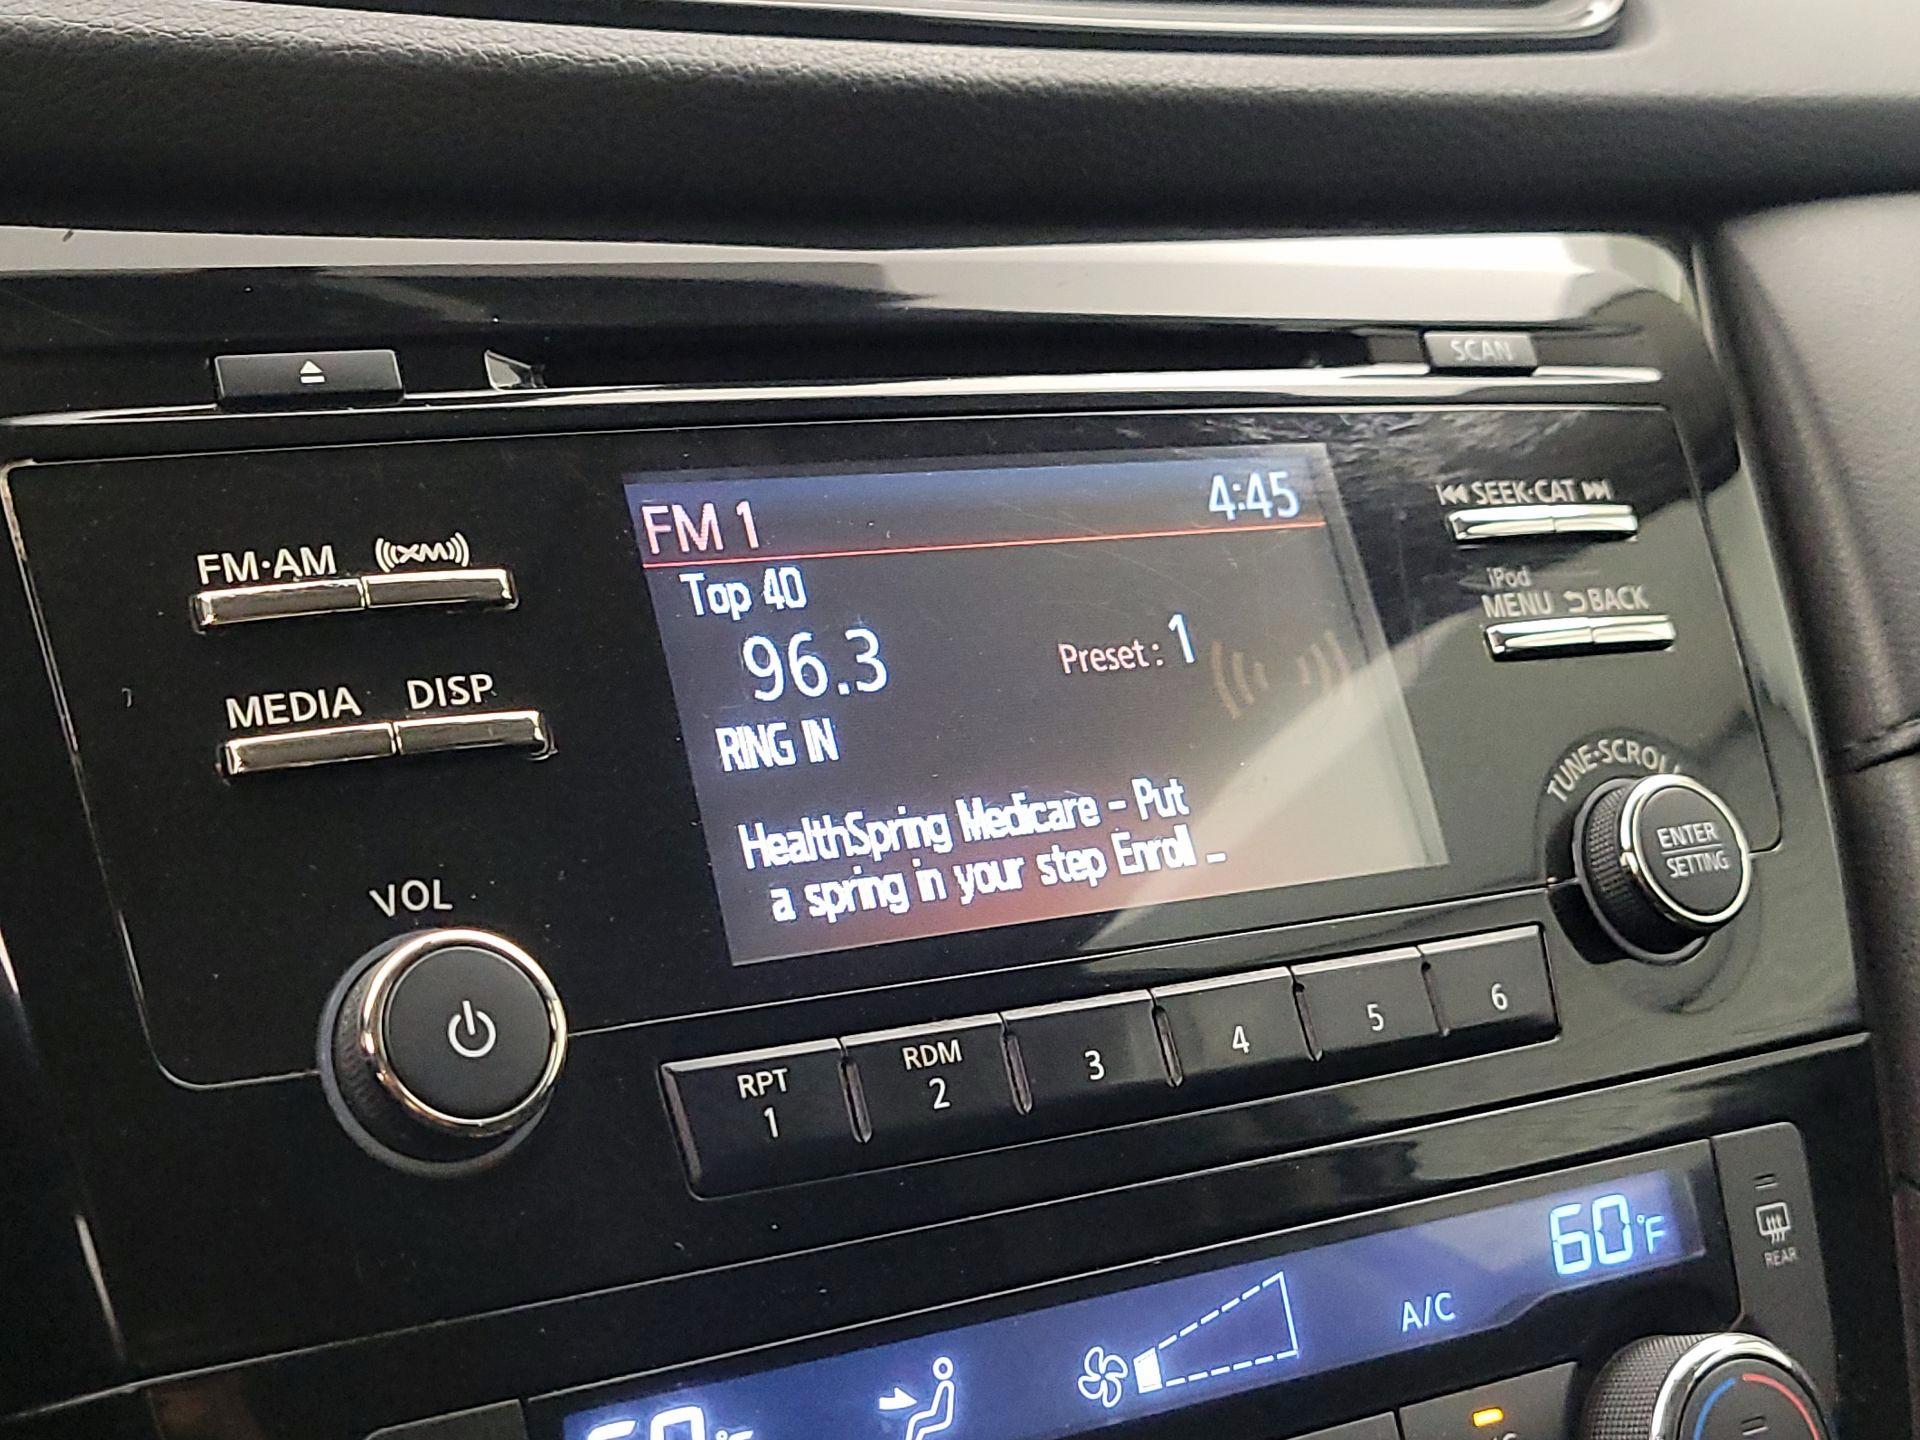 SCAN
FM 1 4:45
SEEK·CAT
FM·AM XM
Top 40
iPod
MENU BACK
96.3 Preset : 1
MEDIA DISP
RING IN
TUNE·SCROLL
HealthSpring Medicare - Put
a spring in your step Enroll _
ENTER
SETTING
VOL
RPT
1
RDM
2
3
4
5
6
60°F
REAR
A/C
60°F